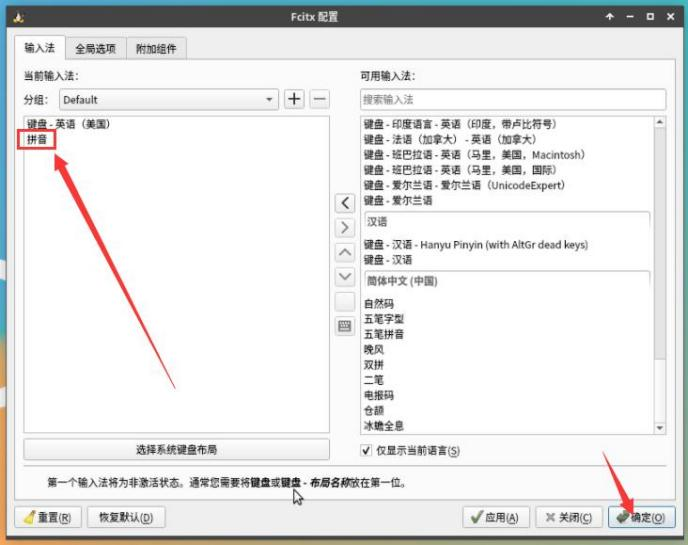 Fcitx 配置
输入法 全局选项 附加组件
当前输入法:
分组: Default
键盘 - 英语（美国）
拼音
选择系统键盘布局
可用输入法:
搜索输入法
键盘 - 印度语言 - 英语（印度，带卢比符号）
键盘 - 法语（加拿大） - 英语（加拿大）
键盘 - 班巴拉语 - 英语（马里，美国，Macintosh）
键盘 - 班巴拉语 - 英语（马里，美国，国际）
键盘 - 爱尔兰语 - 爱尔兰语（UnicodeExpert）
键盘 - 爱尔兰语
汉语
键盘 - 汉语 - Hanyu Pinyin (with AltGr dead keys)
键盘 - 汉语
简体中文 (中国)
自然码
五笔字型
五笔拼音
晚风
双拼
二笔
电报码
仓颉
冰蟾全息
仅显示当前语言(S)
第一个输入法将为非激活状态。通常您需要将键盘或键盘 - 布局名称放在第一位。
重置(R) 恢复默认(D) 应用(A) 关闭(C) 确定(O)